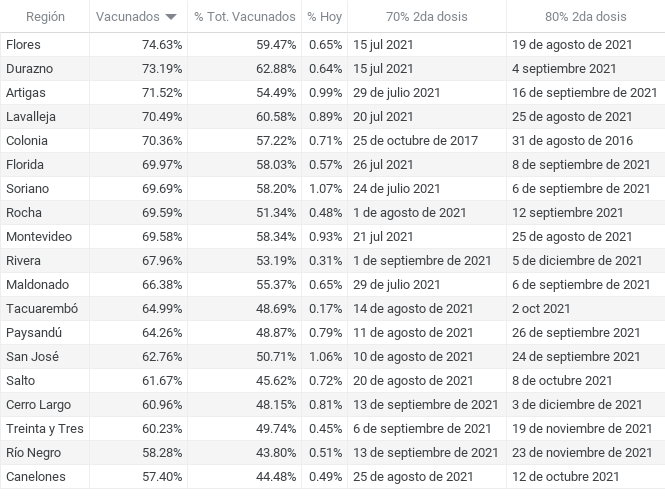 Región Vacunados % Tot. Vacunados % Hoy 70% 2da dosis 80% 2da dosis
Flores 74.63% 59.47% 0.65% 15 jul 2021 19 de agosto de 2021
Durazno 73.19% 62.88% 0.64% 15 jul 2021 4 septiembre 2021
Artigas 71.52% 54.49% 0.99% 29 de julio 2021 16 de septiembre de 2021
Lavalleja 70.49% 60.58% 0.89% 20 jul 2021 25 de agosto de 2021
Colonia 70.36% 57.22% 0.71% 25 de octubre de 2017 31 de agosto de 2016
Florida 69.97% 58.03% 0.57% 26 jul 2021 8 de septiembre de 2021
Soriano 69.69% 58.20% 1.07% 24 de julio 2021 6 de septiembre de 2021
Rocha 69.59% 51.34% 0.48% 1 de agosto de 2021 12 septiembre 2021
Montevideo 69.58% 58.34% 0.93% 21 jul 2021 25 de agosto de 2021
Rivera 67.96% 53.19% 0.31% 1 de septiembre de 2021 5 de diciembre de 2021
Maldonado 66.38% 55.37% 0.65% 29 de julio 2021 6 de septiembre de 2021
Tacuarembó 64.99% 48.69% 0.17% 14 de agosto de 2021 2 oct 2021
Paysandú 64.26% 48.87% 0.79% 11 de agosto de 2021 26 de septiembre de 2021
San José 62.76% 50.71% 1.06% 10 de agosto de 2021 24 de septiembre de 2021
Salto 61.67% 45.62% 0.72% 20 de agosto de 2021 8 de octubre de 2021
Cerro Largo 60.96% 48.15% 0.81% 13 de septiembre de 2021 3 de diciembre de 2021
Treinta y Tres 60.23% 49.74% 0.45% 6 de septiembre de 2021 19 de noviembre de 2021
Río Negro 58.28% 43.80% 0.51% 13 de septiembre de 2021 23 de noviembre de 2021
Canelones 57.40% 44.48% 0.49% 25 de agosto de 2021 12 de octubre de 2021